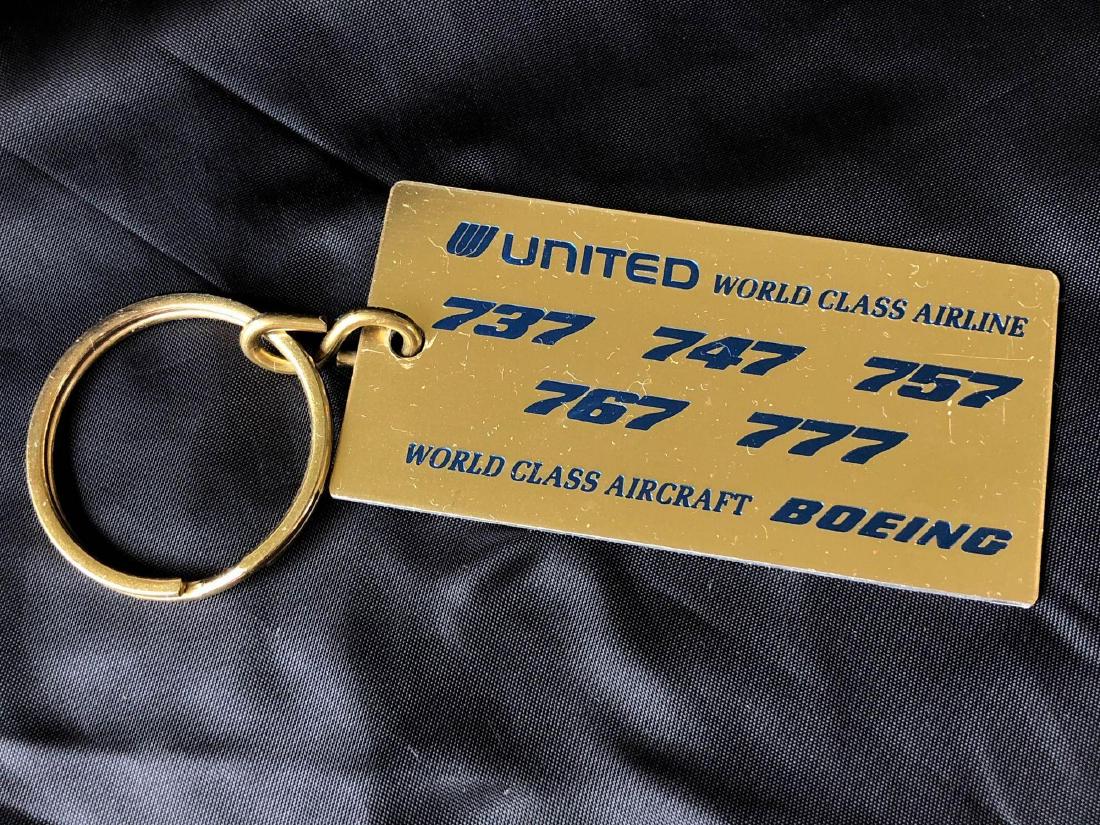 UNITED WORLD CLASS AIRLINE
737 747 757
767 777
WORLD CLASS AIRCRAFT BOEING